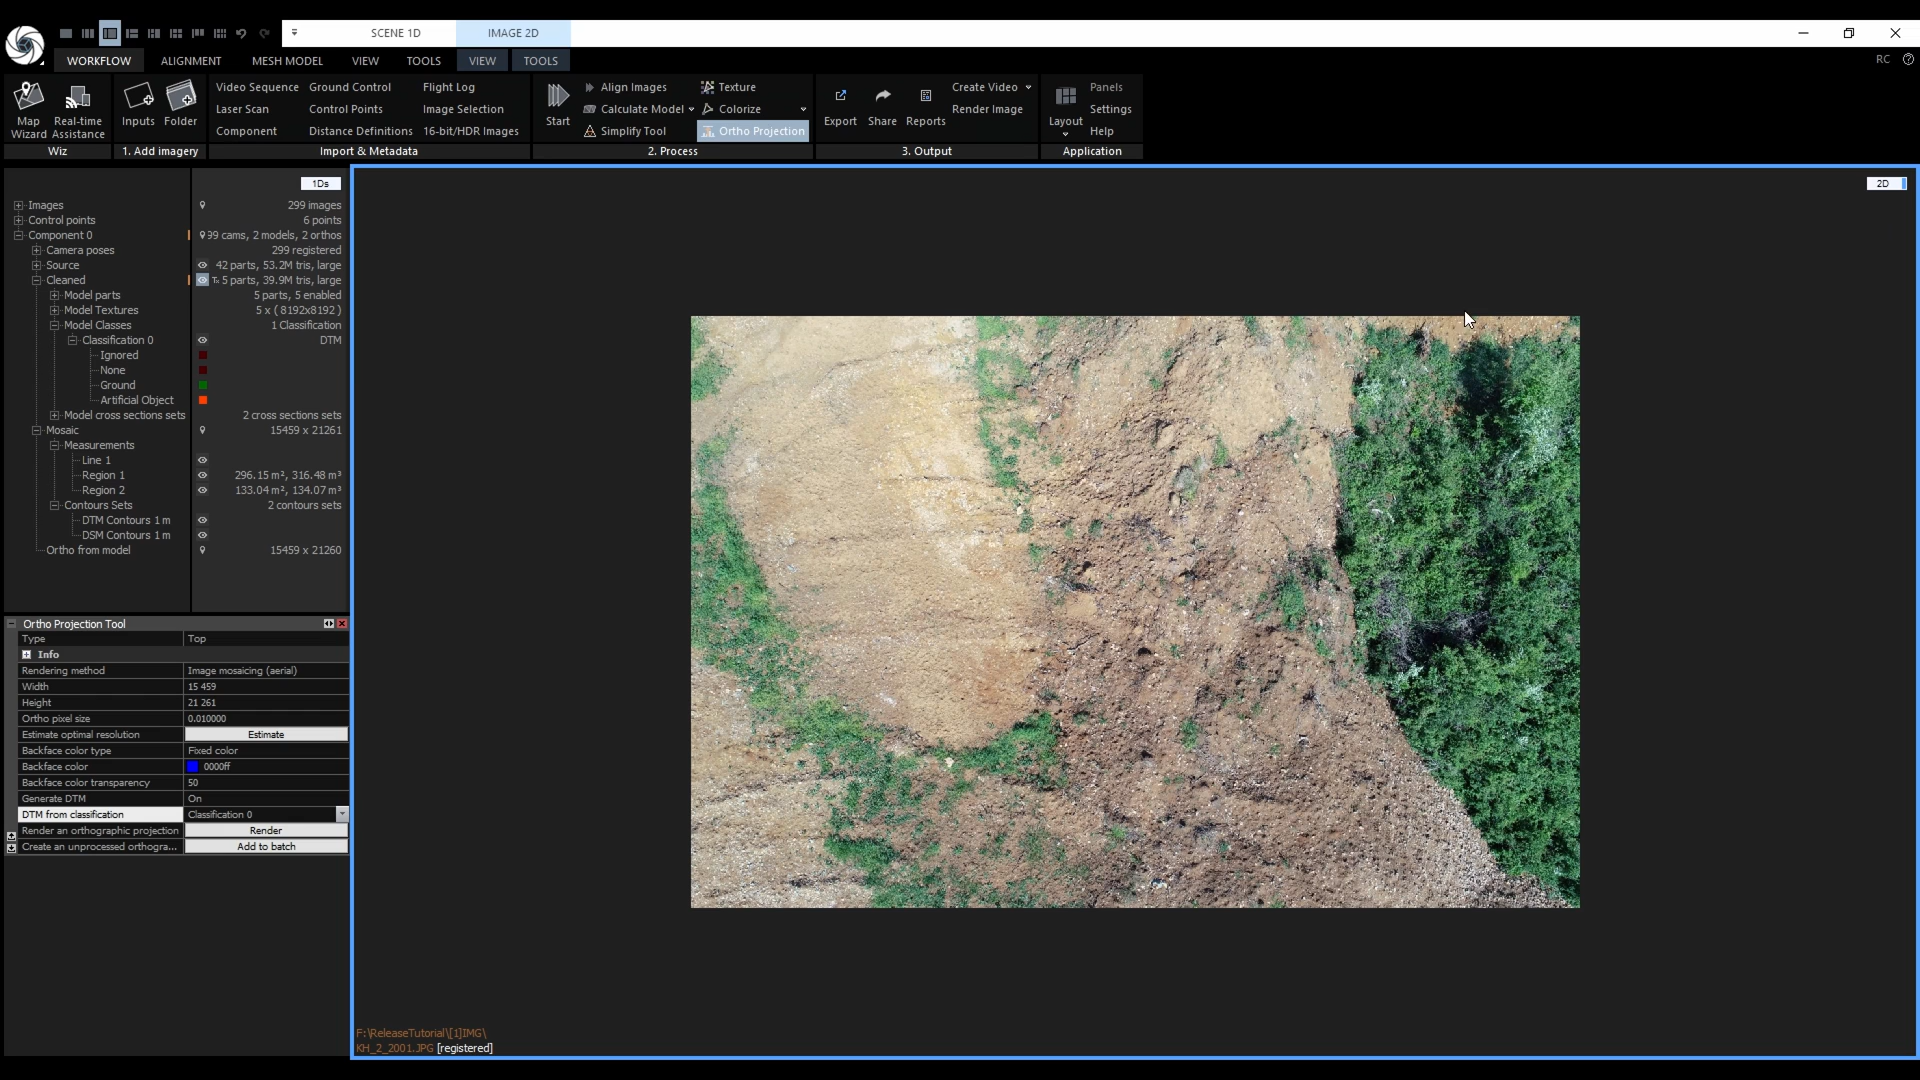 SCENE 1D
IMAGE 2D
WORKFLOW
ALIGNMENT
MESH MODEL
VIEW
TOOLS
VIEW
TOOLS
RC
Map Wizard
Real-time Assistance
Wiz
Inputs
Folder
1. Add imagery
Video Sequence
Ground Control
Flight Log
Laser Scan
Control Points
Image Selection
Component
Distance Definitions
16-bit/HDR Images
Import & Metadata
Start
Align Images
Texture
Calculate Model
Colorize
Simplify Tool
Ortho Projection
2. Process
Export
Share
Reports
Create Video
Render Image
3. Output
Layout
Panels
Settings
Help
Application
1Ds
2D
Images 299 images
Control points 6 points
Component 0 99 cams, 2 models, 2 orthos
Camera poses 299 registered
Source 42 parts, 53.2M tris, large
Cleaned Tx 5 parts, 39.9M tris, large
Model parts 5 parts, 5 enabled
Model Textures 5 x ( 8192x8192 )
Model Classes 1 Classification
Classification 0 DTM
Ignored
None
Ground
Artificial Object
Model cross sections sets 2 cross sections sets
Mosaic 15459 x 21261
Measurements
Line 1
Region 1 296.15 m², 316.48 m³
Region 2 133.04 m², 134.07 m³
Contours Sets 2 contours sets
DTM Contours 1 m
DSM Contours 1 m
Ortho from model 15459 x 21260
Ortho Projection Tool
Type Top
Info
Rendering method Image mosaicing (aerial)
Width 15 459
Height 21 261
Ortho pixel size 0.010000
Estimate optimal resolution Estimate
Backface color type Fixed color
Backface color 0000ff
Backface color transparency 50
Generate DTM On
DTM from classification Classification 0
Render an orthographic projection Render
Create an unprocessed orthogra... Add to batch
F:\ReleaseTutorial\[1]IMG\
KH_2_2001.JPG [registered]